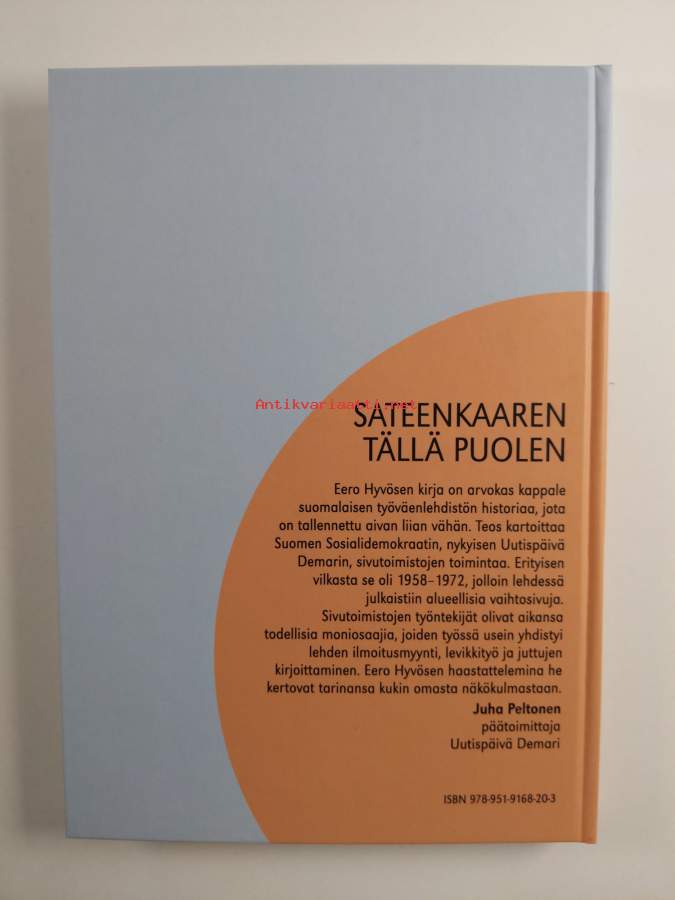 Antikvariaatti.net
SATEENKAAREN
TÄLLÄ PUOLEN
Eero Hyvösen kirja on arvokas kappale
suomalaisen työväenlehdistön historiaa, jota
on tallennettu aivan liian vähän. Teos kartoittaa
Suomen Sosialidemokraatin, nykyisen Uutispäivä
Demarin, sivutoimistojen toimintaa. Erityisen
vilkasta se oli 1958–1972, jolloin lehdessä
julkaistiin alueellisia vaihtosivuja.
Sivutoimistojen työntekijät olivat aikansa
todellisia moniosaajia, joiden työssä usein yhdistyi
lehden ilmoitusmyynti, levikkityö ja juttujen
kirjoittaminen. Eero Hyvösen haastattelemina he
kertovat tarinansa kukin omasta näkökulmastaan.
Juha Peltonen
päätoimittaja
Uutispäivä Demari
ISBN 978-951-9168-20-3